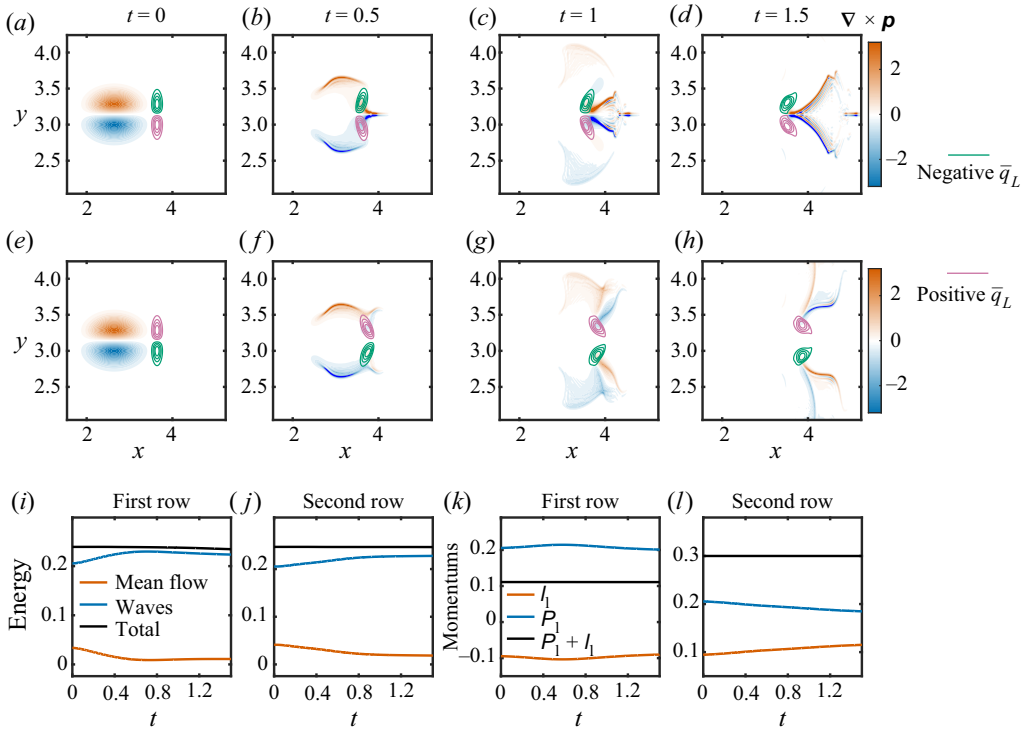 (a) t = 0 (b) t = 0.5 (c) t = 1 (d) t = 1.5 ∇ × p
4.0
3.5
y 3.0
2.5
2 4 2 4 2 4 2 4
2
0
−2
Negative q̅_L
(e) (f) (g) (h)
4.0
3.5
y 3.0
2.5
2 4 2 4 2 4 2 4
x x x x
2
0
−2
Positive q̅_L
(i) First row (j) Second row (k) First row (l) Second row
Energy
0.2
0.1
0
Mean flow
Waves
Total
0 0.4 0.8 1.2
t
0 0.4 0.8 1.2
t
Momentums
0.2
0.1
0
−0.1
I₁
P₁
P₁ + I₁
0 0.4 0.8 1.2
t
0.3
0.2
0.1
0 0.4 0.8 1.2
t